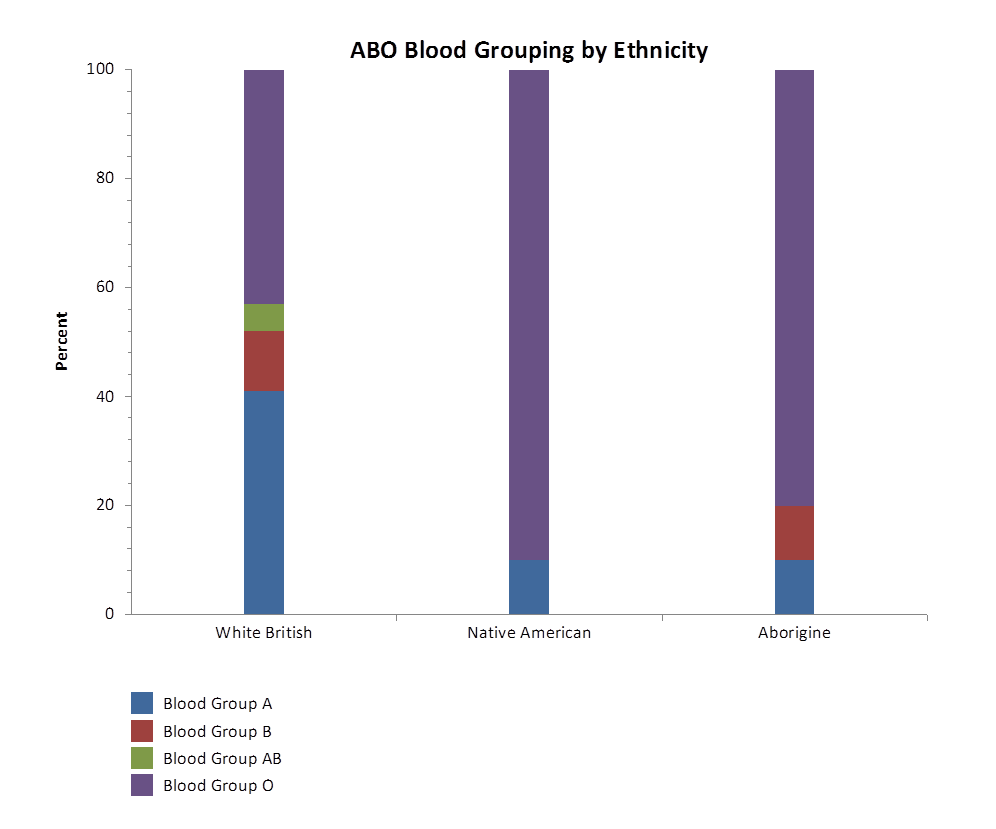 ABO Blood Grouping by Ethnicity
100
80
60
40
20
0
Percent
White British Native American Aborigine
Blood Group A
Blood Group B
Blood Group AB
Blood Group O